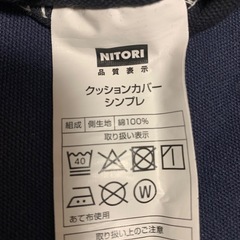 NITORI
品質表示
クッションカバー
シンプレ
組成 側生地 綿100%
取り扱い表示
40
W
あて布使用
取り扱い上のご注意